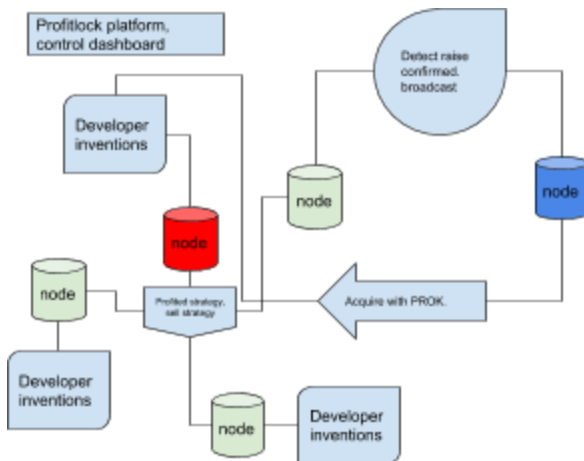 Profitlock platform,
control dashboard
Detect raise
confirmed.
broadcast
Developer
inventions
node
node
node
node
Profited strategy,
sell strategy
Acquire with PROK.
Developer
inventions
node
Developer
inventions